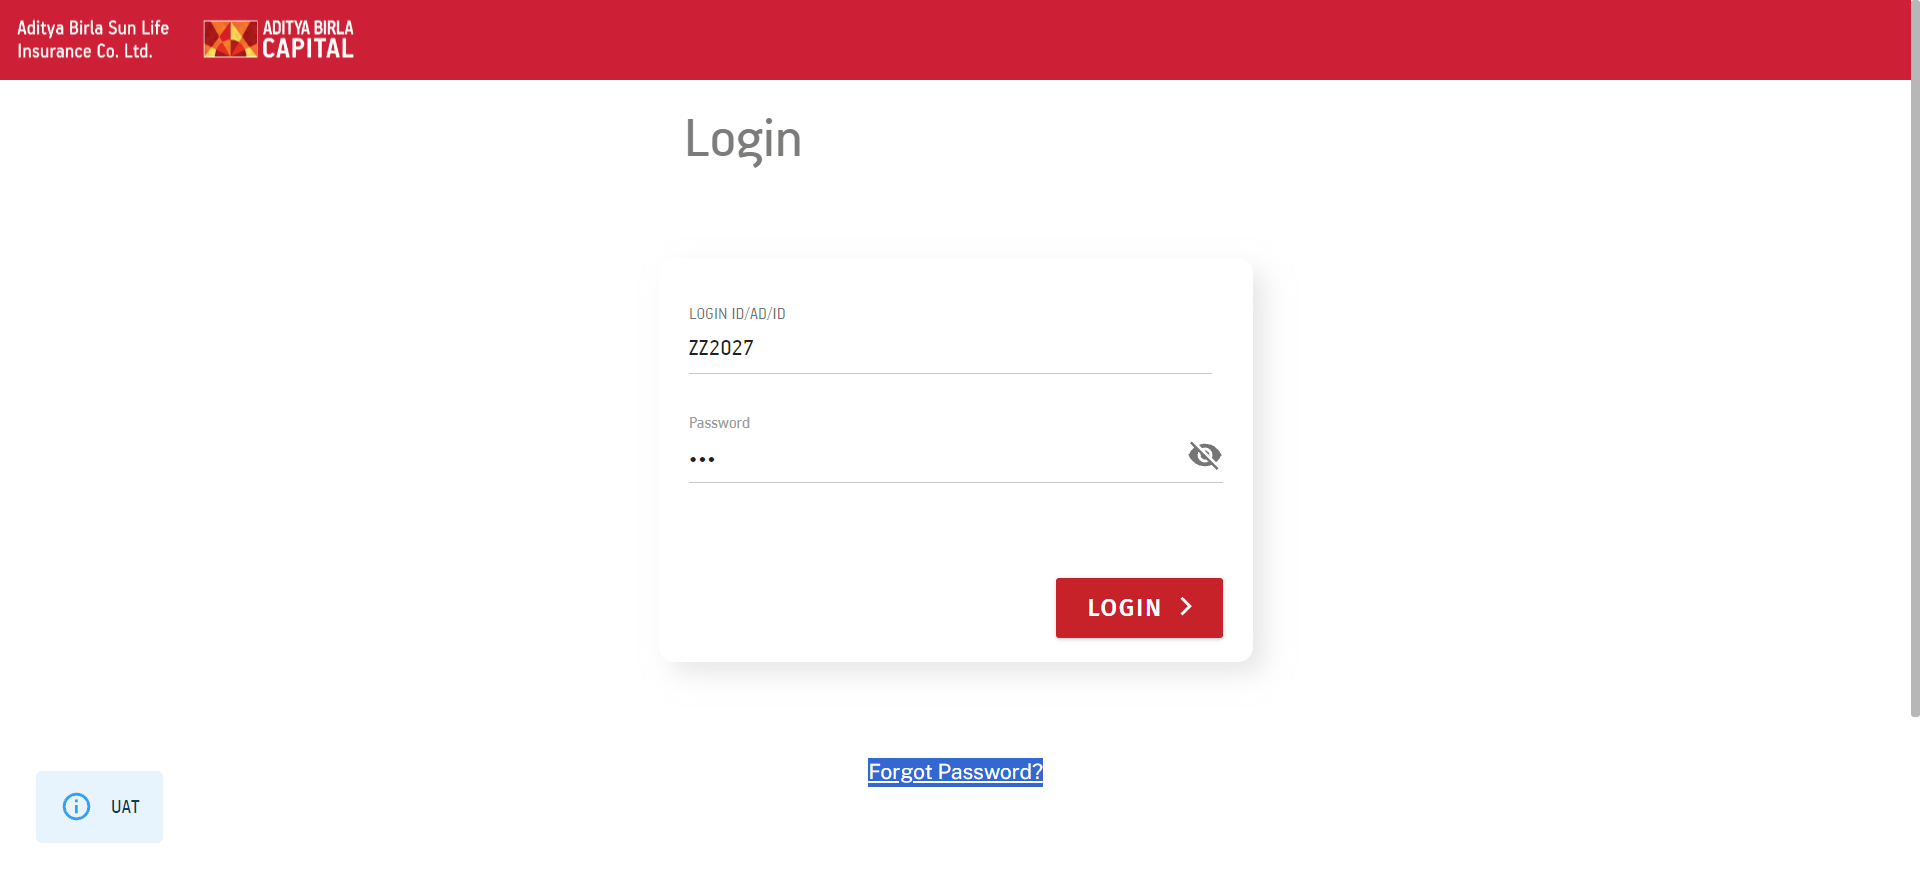 Aditya Birla Sun Life
Insurance Co. Ltd.
ADITYA BIRLA
CAPITAL
Login
LOGIN ID/AD/ID
ZZ2027
Password
•••
LOGIN
Forgot Password?
UAT